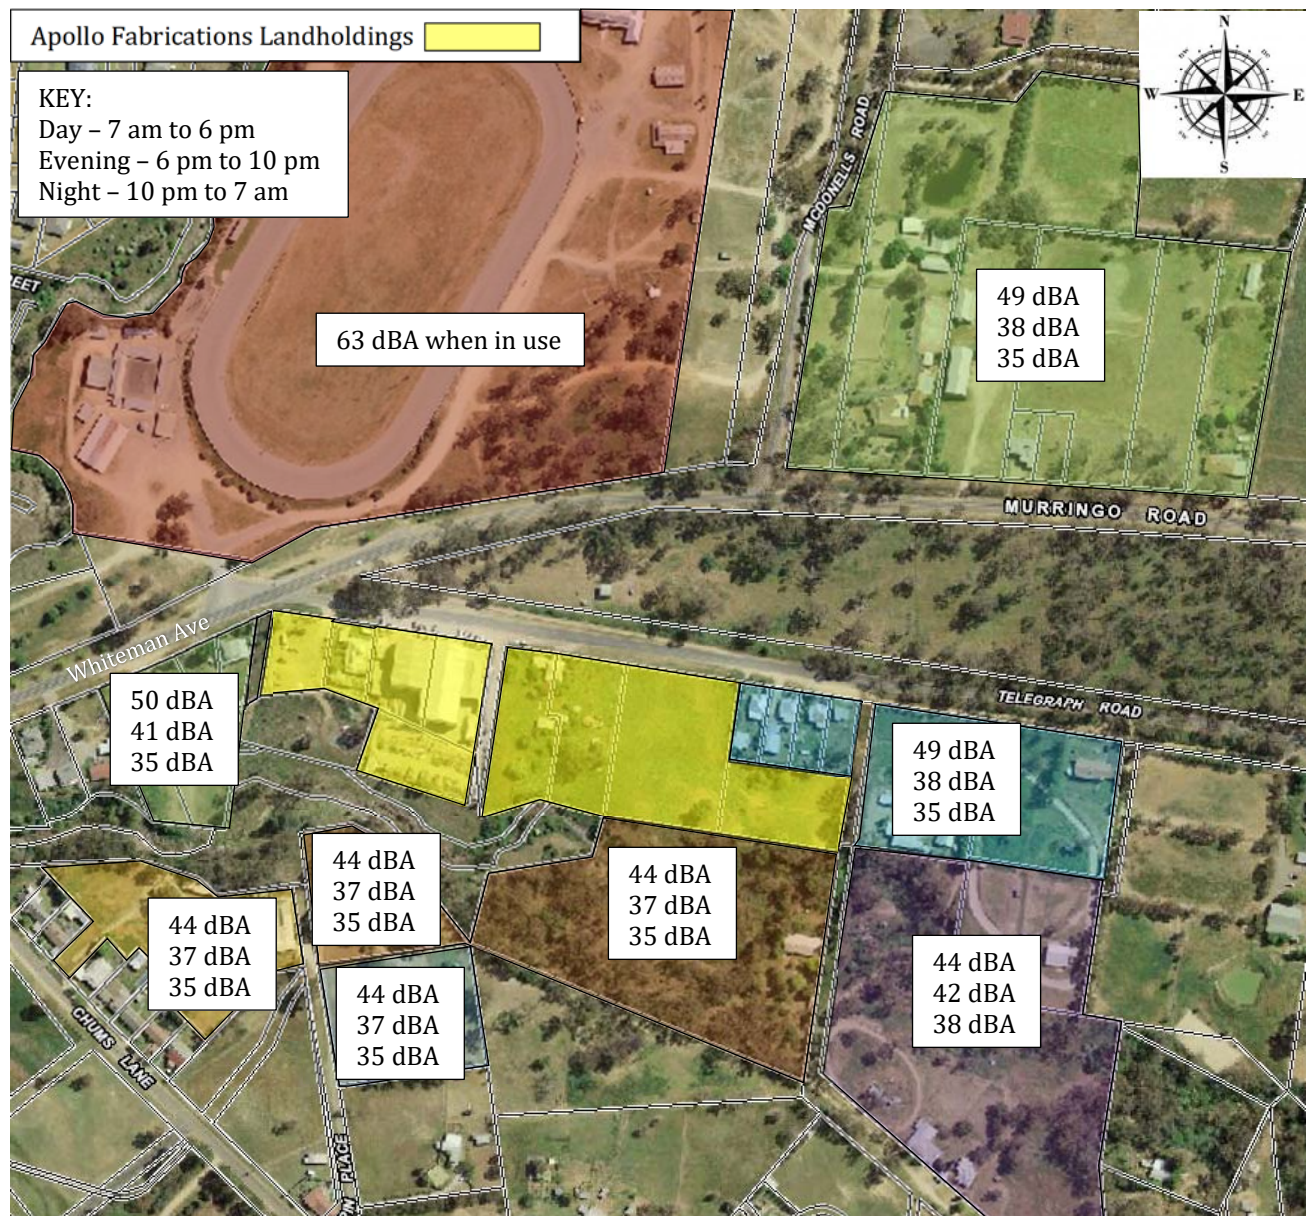 Apollo Fabrications Landholdings
KEY:
Day – 7 am to 6 pm
Evening – 6 pm to 10 pm
Night – 10 pm to 7 am
N
W
E
S
MCDONELLS ROAD
EET
63 dBA when in use
49 dBA
38 dBA
35 dBA
MURRINGO ROAD
Whiteman Ave
TELEGRAPH ROAD
50 dBA
41 dBA
35 dBA
49 dBA
38 dBA
35 dBA
44 dBA
37 dBA
35 dBA
44 dBA
37 dBA
35 dBA
44 dBA
37 dBA
35 dBA
44 dBA
37 dBA
35 dBA
44 dBA
42 dBA
38 dBA
CHUMS LANE
PIN PLACE